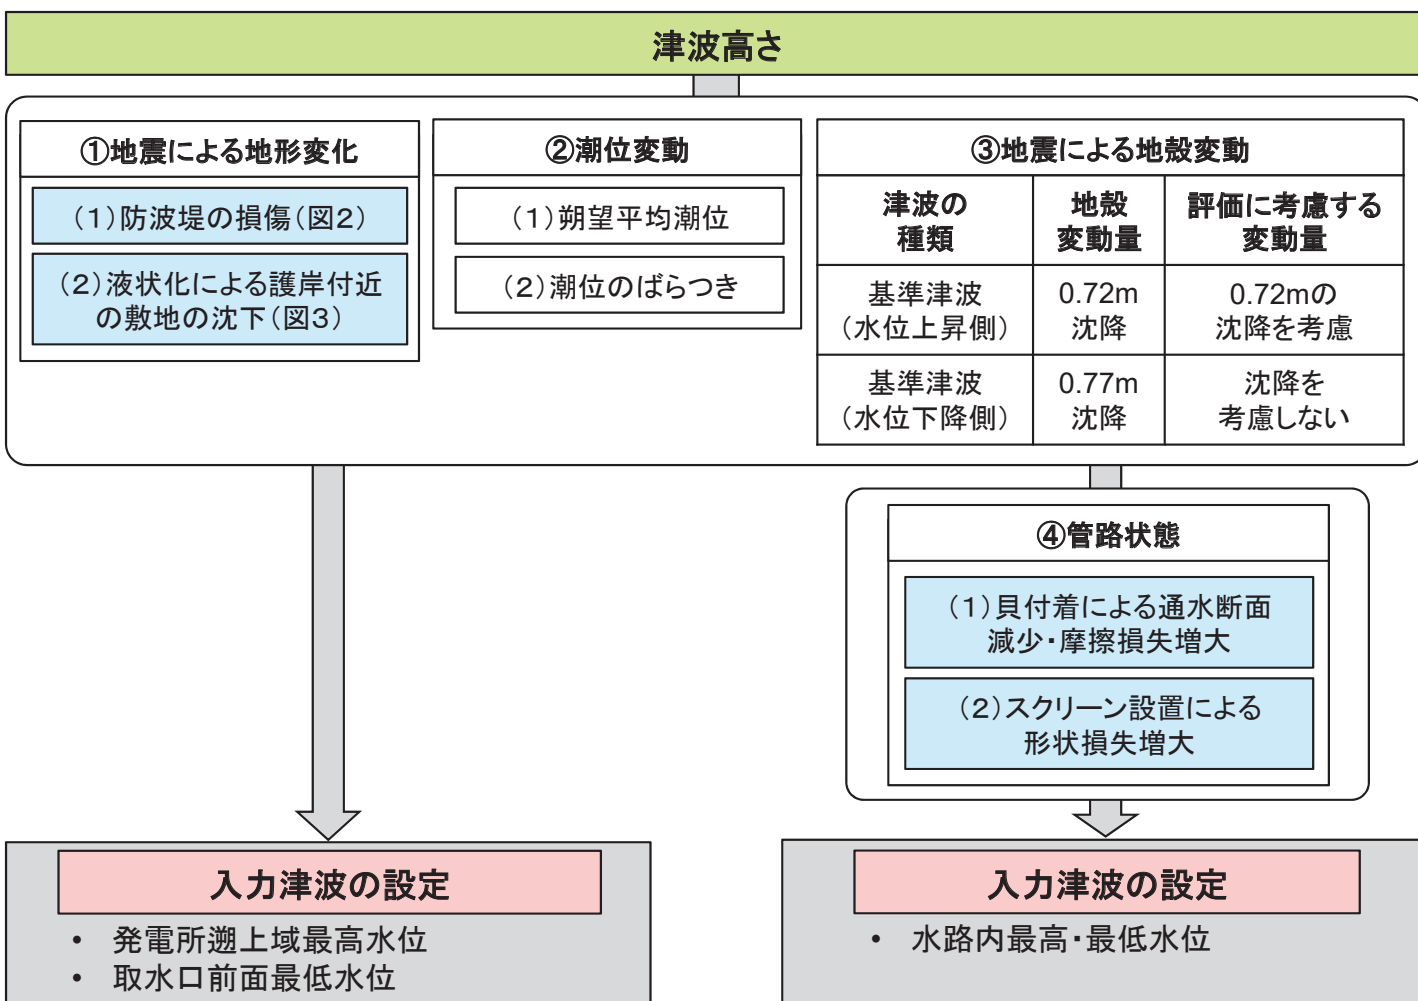 津波高さ
①地震による地形変化
(1)防波堤の損傷(図2)
(2)液状化による護岸付近
の敷地の沈下(図3)
②潮位変動
(1)朔望平均潮位
(2)潮位のばらつき
③地震による地殻変動
津波の
種類
地殻
変動量
評価に考慮する
変動量
基準津波
(水位上昇側)
0.72m
沈降
0.72mの
沈降を考慮
基準津波
(水位下降側)
0.77m
沈降
沈降を
考慮しない
④管路状態
(1)貝付着による通水断面
減少・摩擦損失増大
(2)スクリーン設置による
形状損失増大
入力津波の設定
• 発電所遡上域最高水位
• 取水口前面最低水位
入力津波の設定
• 水路内最高・最低水位